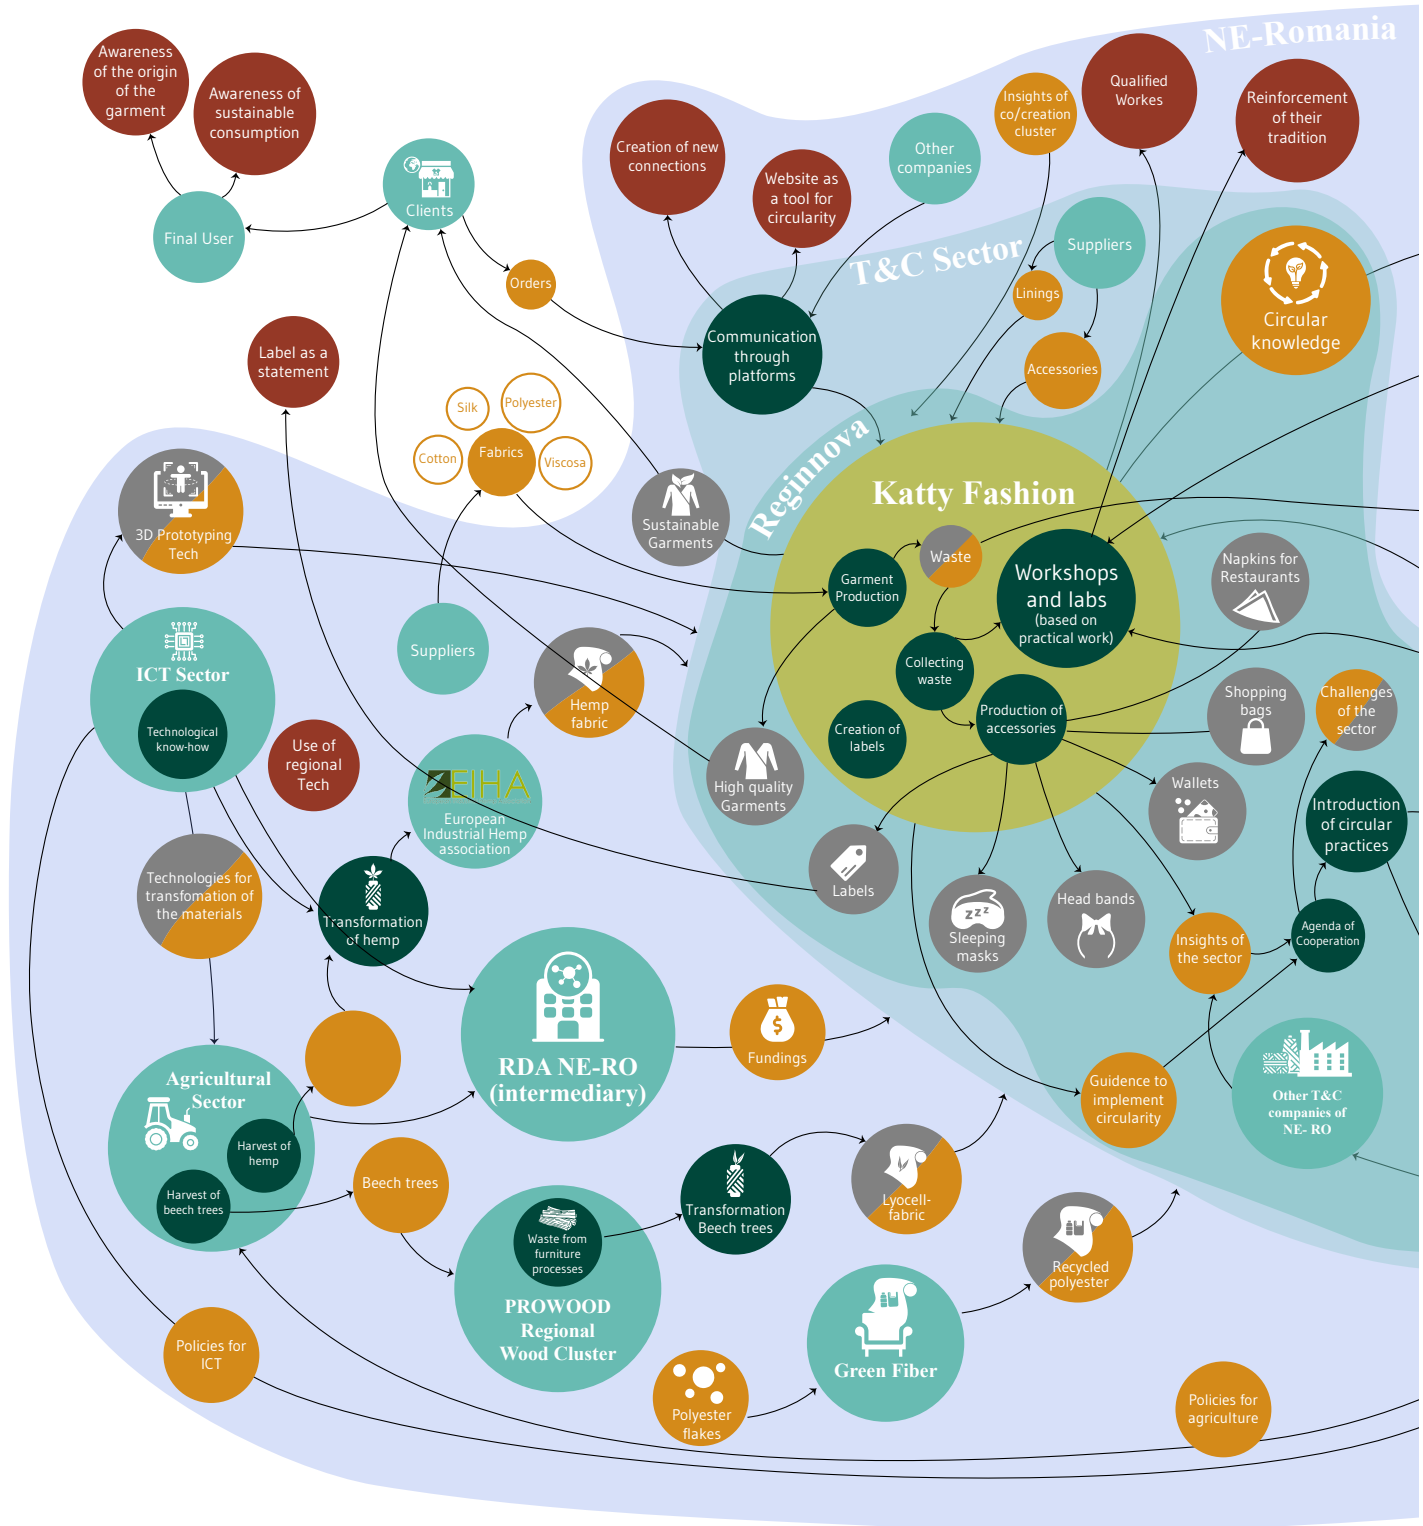 NE-Romania
Awareness
of the origin
of the
garment
Awareness of
sustainable
consumption
Clients
Final User
Orders
Creation of new
connections
Website as
a tool for
circularity
Other
companies
Insights of
co/creation
cluster
Qualified
Workes
Reinforcement
of their
tradition
T&C Sector
Suppliers
Linings
Accessories
Circular
knowledge
Communication
through
platforms
Label as a
statement
Silk
Polyester
Cotton
Fabrics
Viscosa
Reginnova
Katty Fashion
3D Prototyping
Tech
Sustainable
Garments
Garment
Production
Waste
Workshops
and labs
(based on
practical work)
Napkins for
Restaurants
Suppliers
ICT Sector
Technological
know-how
Hemp
fabric
Collecting
waste
Creation of
labels
Production of
accessories
Shopping
bags
Challenges
of the
sector
Use of
regional
Tech
EIHA
European
Industrial Hemp
association
High quality
Garments
Wallets
Introduction
of circular
practices
Technologies for
transfomation of
the materials
Transformation
of hemp
Labels
zzz
Sleeping
masks
Head bands
Insights of
the sector
Agenda of
Cooperation
RDA NE-RO
(intermediary)
$
Fundings
Agricultural
Sector
Harvest of
hemp
Harvest of
beech trees
Guidence to
implement
circularity
Other T&C
companies of
NE- RO
Beech trees
Waste from
furniture
processes
PROWOOD
Regional
Wood Cluster
Transformation
Beech trees
Lyocell-
fabric
Recycled
polyester
Green Fiber
Policies for
ICT
Polyester
flakes
Policies for
agriculture